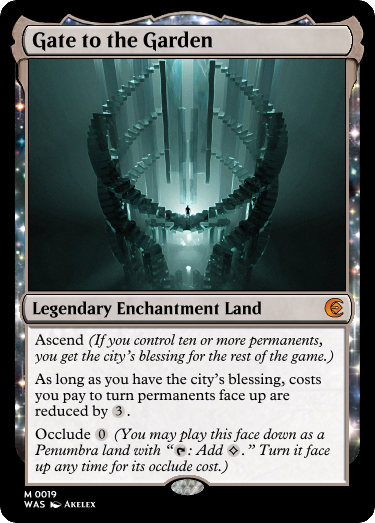 Gate to the Garden
Legendary Enchantment Land
Ascend (If you control ten or more permanents,
you get the city’s blessing for the rest of the game.)
As long as you have the city’s blessing, costs
you pay to turn permanents face up are
reduced by 3.
Occlude 0 (You may play this face down as a
Penumbra land with “: Add .” Turn it face
up any time for its occlude cost.)
M 0019
WAS Akelex